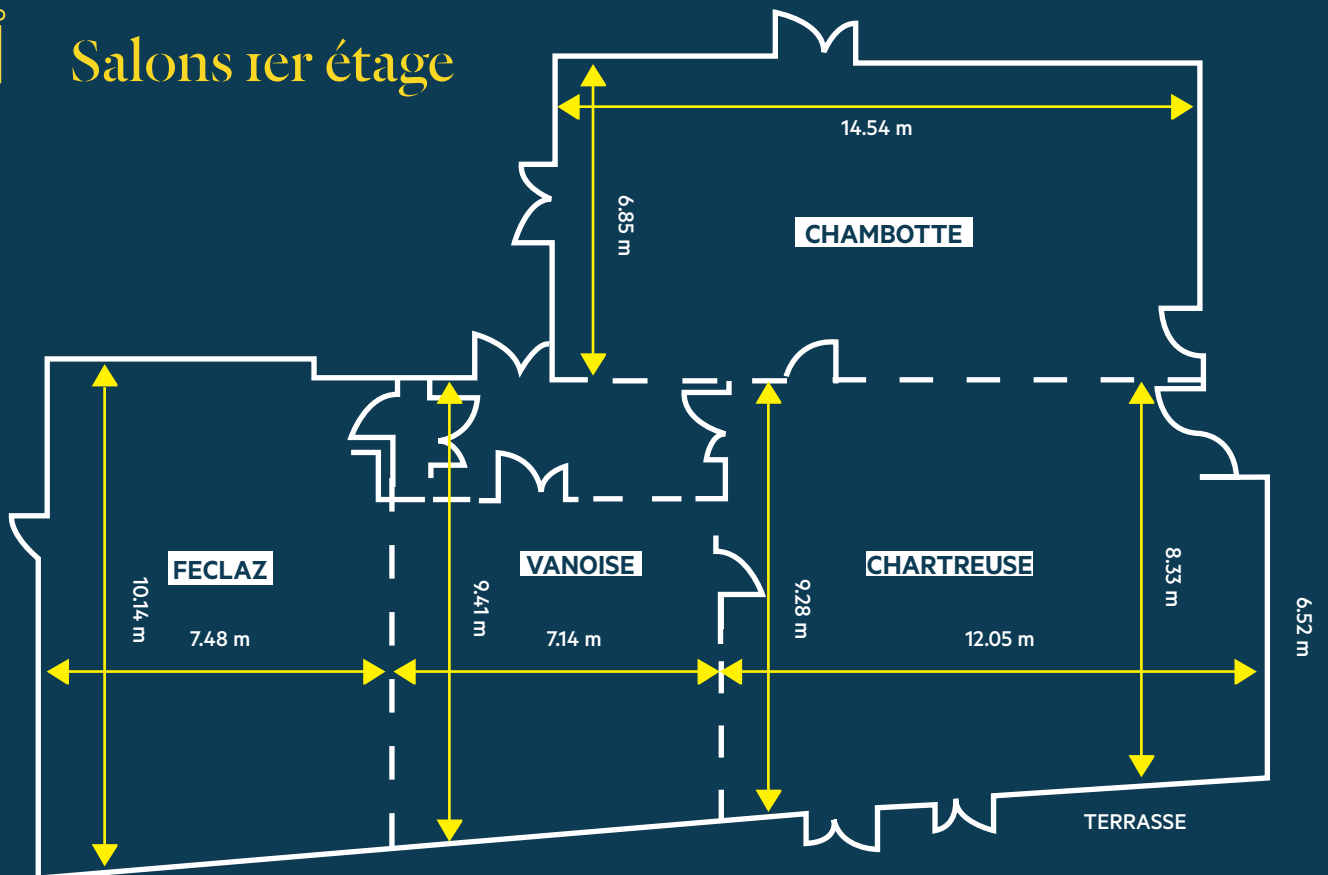 Salons 1er étage
14.54 m
6.85 m
CHAMBOTTE
FECLAZ
VANOISE
CHARTREUSE
10.14 m
7.48 m
9.41 m
7.14 m
9.28 m
12.05 m
8.33 m
6.52 m
TERRASSE